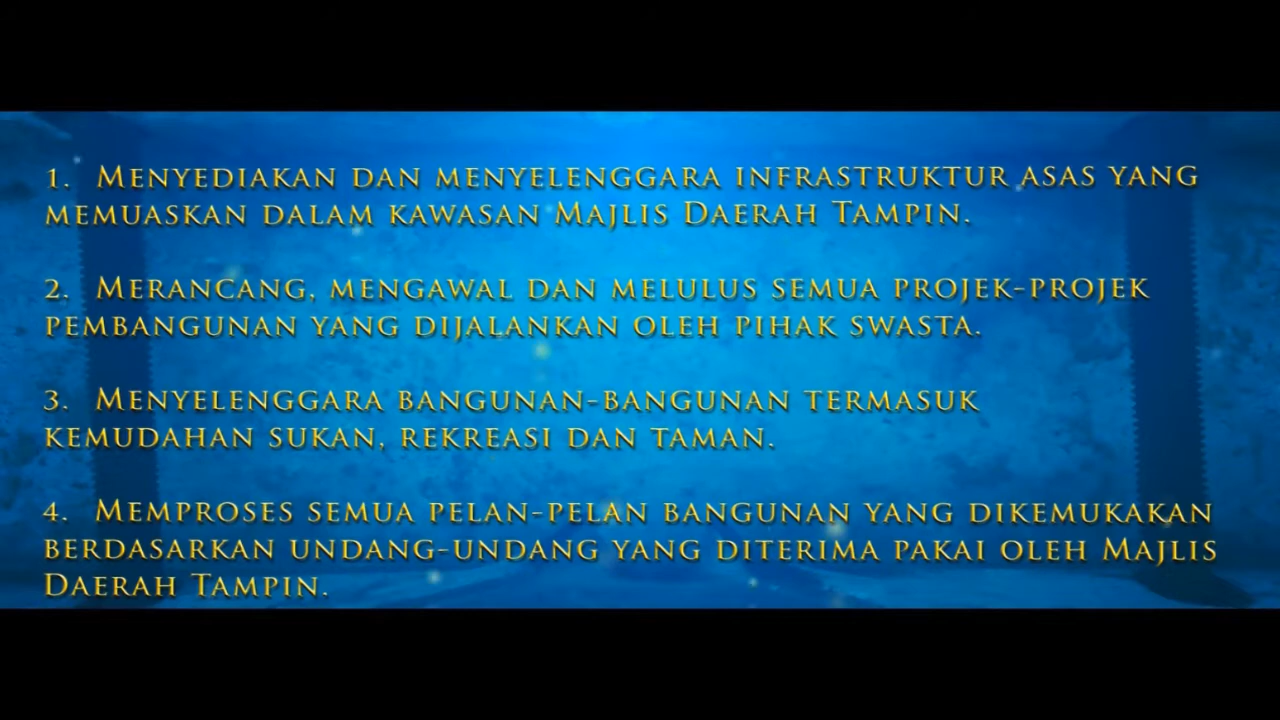 1. Menyediakan dan menyelenggara infrastruktur asas yang
memuaskan dalam kawasan Majlis Daerah Tampin.
2. Merancang, mengawal dan melulus semua projek-projek
pembangunan yang dijalankan oleh pihak swasta.
3. Menyelenggara bangunan-bangunan termasuk
kemudahan sukan, rekreasi dan taman.
4. Memproses semua pelan-pelan bangunan yang dikemukakan
berdasarkan undang-undang yang diterima pakai oleh Majlis
Daerah Tampin.